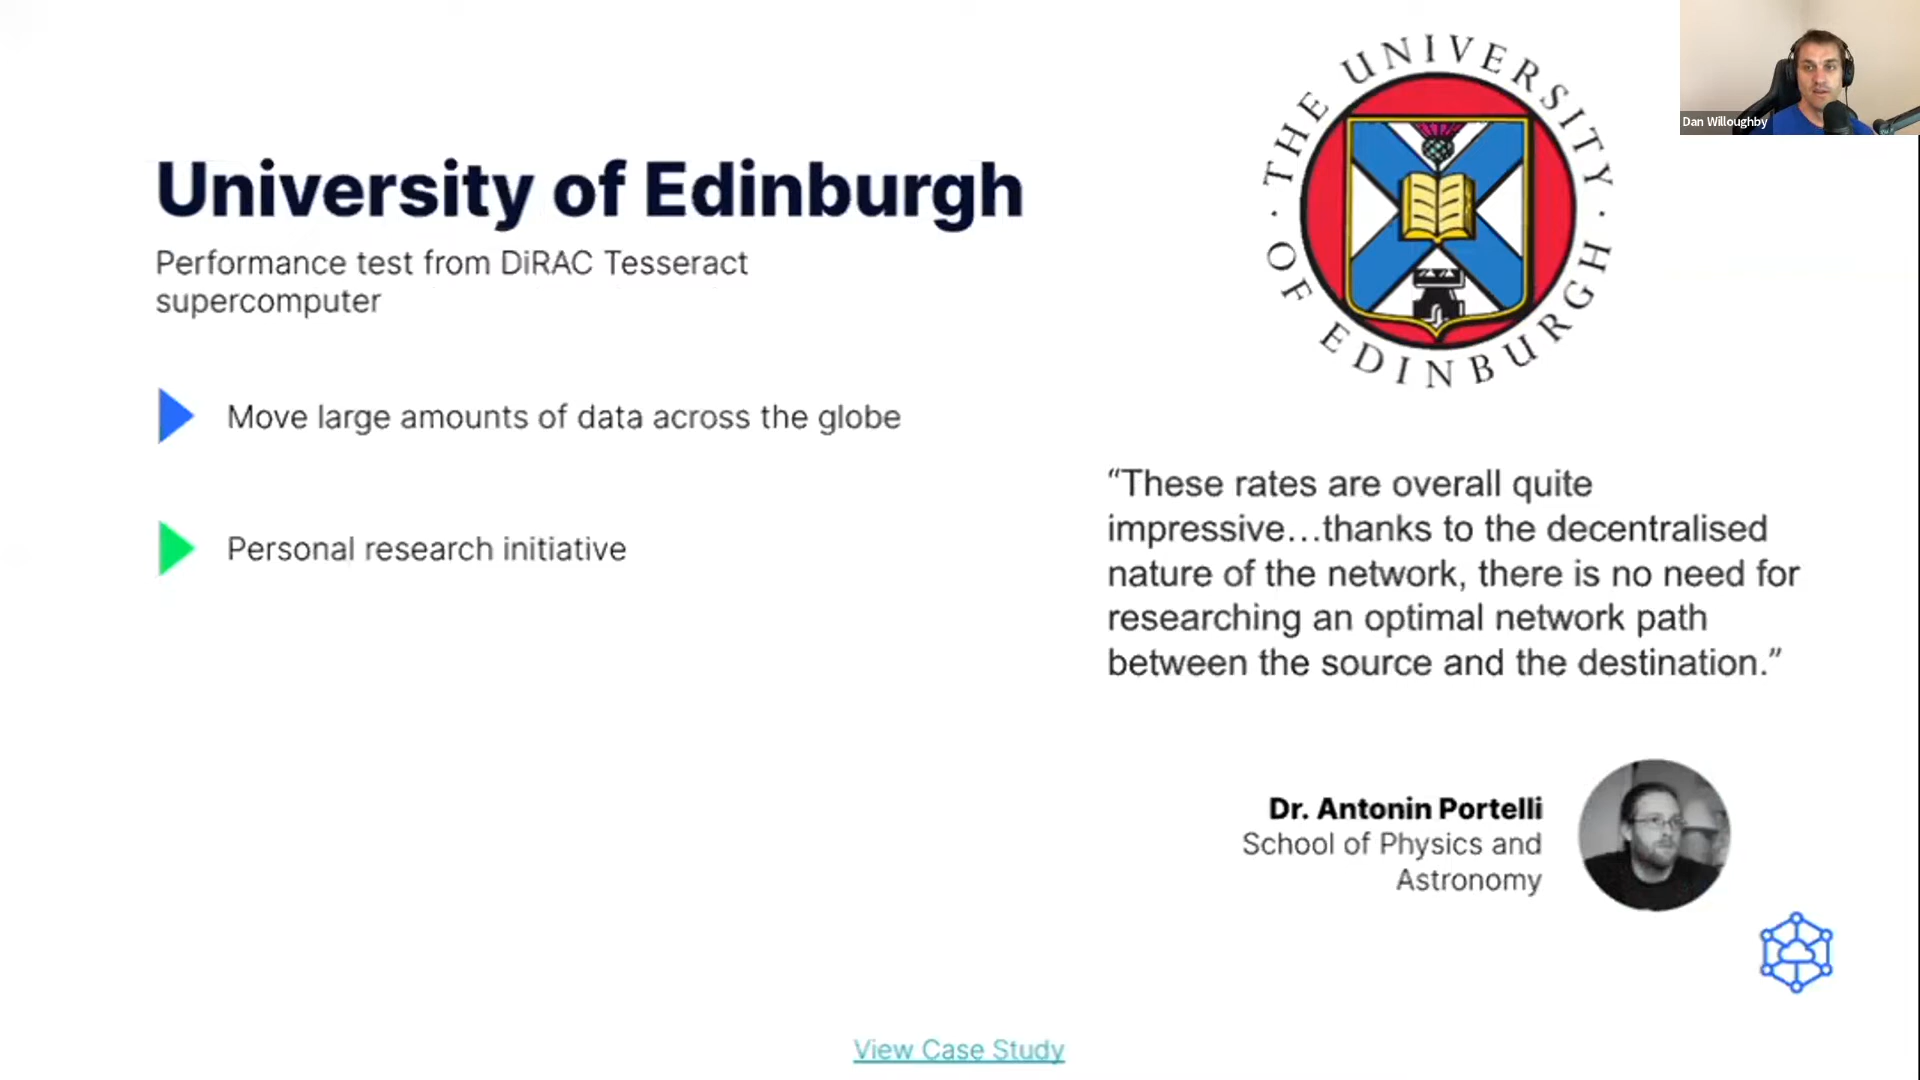 THE UNIVERSITY
· OF EDINBURGH ·
Dan Willoughby
University of Edinburgh
Performance test from DiRAC Tesseract
supercomputer
Move large amounts of data across the globe
Personal research initiative
“These rates are overall quite
impressive…thanks to the decentralised
nature of the network, there is no need for
researching an optimal network path
between the source and the destination.”
Dr. Antonin Portelli
School of Physics and
Astronomy
View Case Study